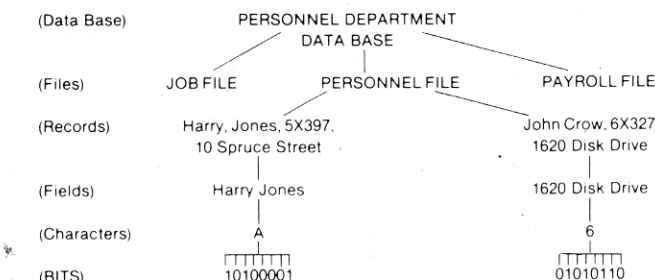 (Data Base) PERSONNEL DEPARTMENT
DATA BASE
(Files) JOB FILE PERSONNEL FILE PAYROLL FILE
(Records) Harry, Jones, 5X397, John Crow, 6X327
10 Spruce Street 1620 Disk Drive
(Fields) Harry Jones 1620 Disk Drive
(Characters) A 6
(BITS) 10100001 01010110